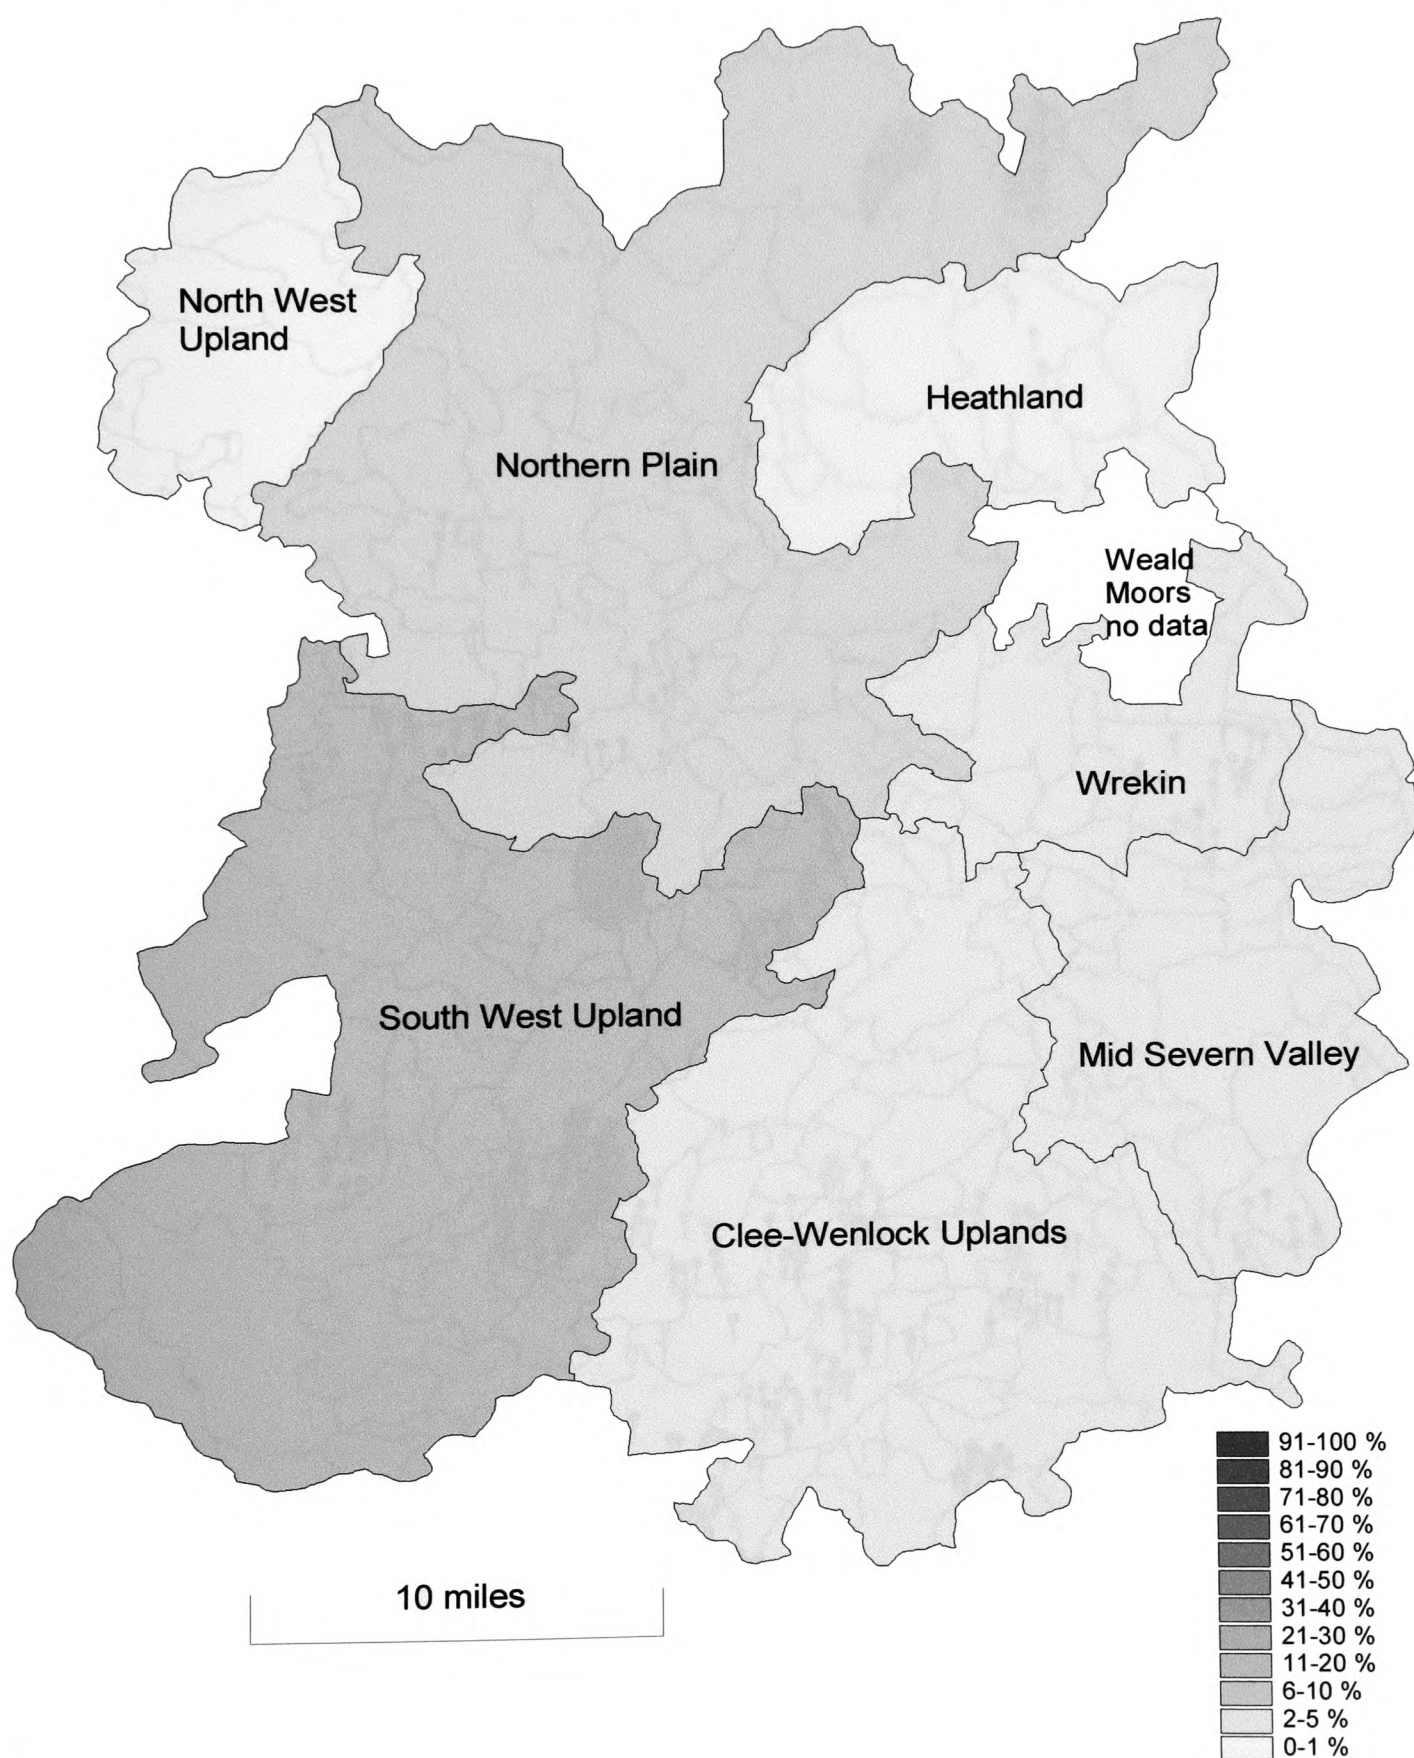 North West
Upland
Heathland
Northern Plain
Weald
Moors
no data
Wrekin
South West Upland
Mid Severn Valley
Clee-Wenlock Uplands
10 miles
91-100 %
81-90 %
71-80 %
61-70 %
51-60 %
41-50 %
31-40 %
21-30 %
11-20 %
6-10 %
2-5 %
0-1 %